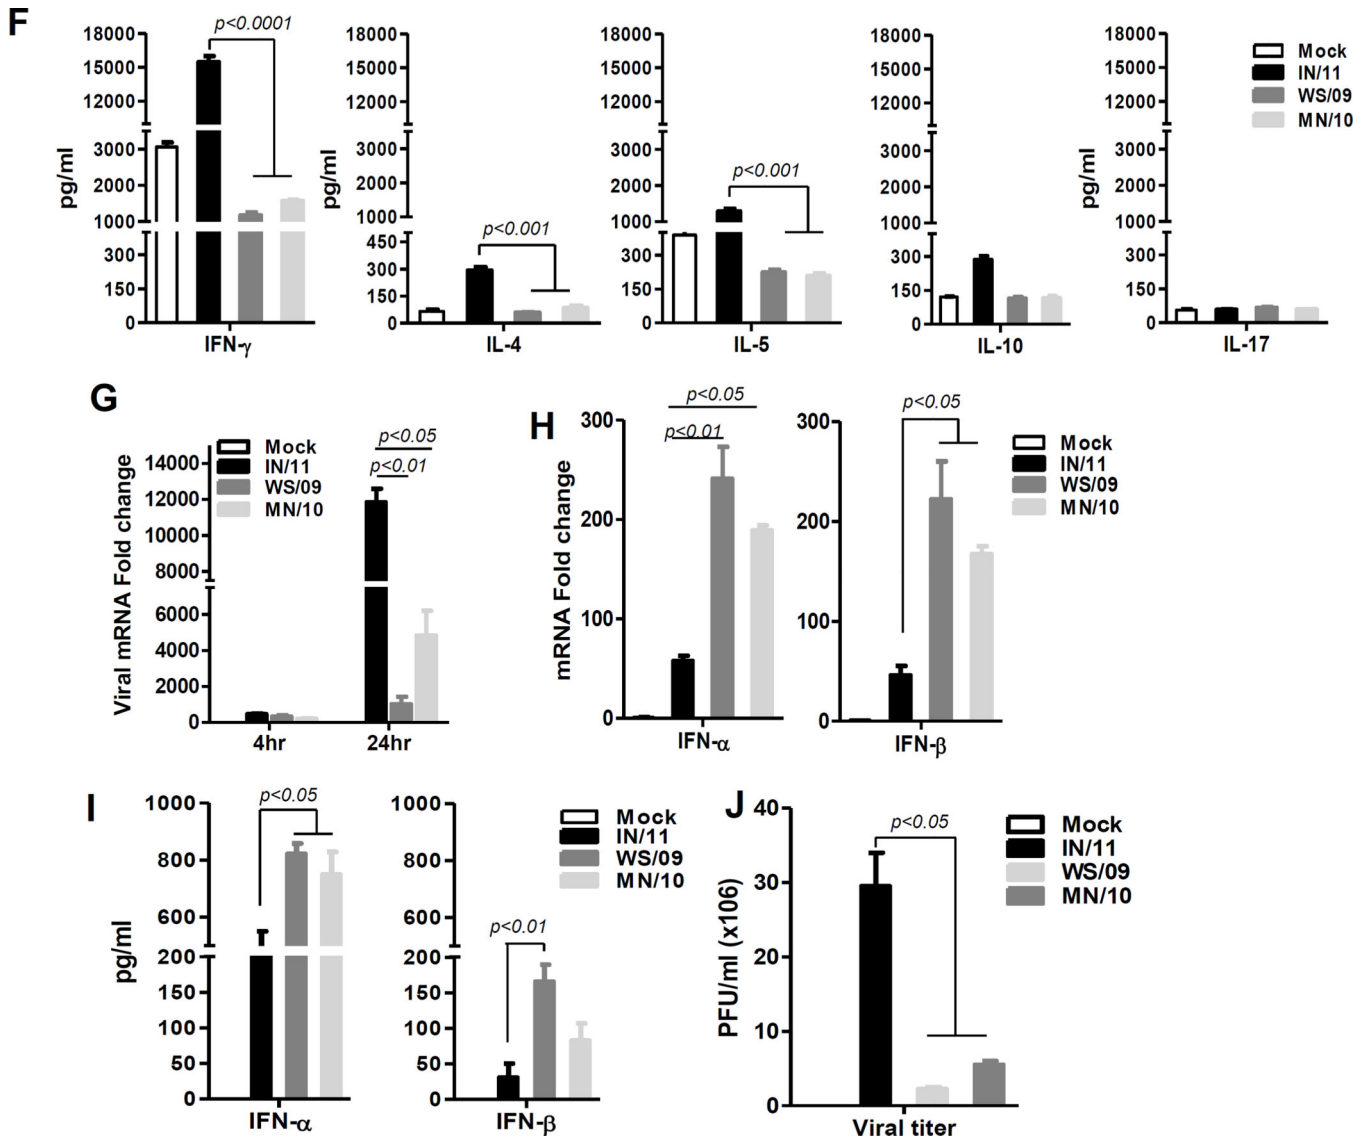 F
p<0.0001
18000
15000
12000
9000
3000
2000
1000
300
150
0
pg/ml
IFN-γ
18000
15000
12000
9000
3000
2000
1000
450
300
150
0
pg/ml
p<0.001
IL-4
18000
15000
12000
9000
3000
2000
1000
300
150
0
p<0.001
IL-5
18000
15000
12000
9000
3000
2000
1000
300
150
0
IL-10
18000
15000
12000
9000
3000
2000
1000
300
150
0
pg/ml
IL-17
Mock
IN/11
WS/09
MN/10
G
Mock
IN/11
WS/09
MN/10
p<0.05
p<0.01
14000
12000
10000
8000
6000
4000
2000
0
Viral mRNA Fold change
4hr
24hr
H
p<0.05
p<0.01
300
200
100
0
mRNA Fold change
IFN-α
p<0.05
300
200
100
0
IFN-β
Mock
IN/11
WS/09
MN/10
I
p<0.05
1000
800
600
200
150
100
50
0
pg/ml
IFN-α
1000
800
600
200
150
100
50
0
p<0.01
IFN-β
Mock
IN/11
WS/09
MN/10
J
40
30
20
10
0
PFU/ml (x106)
p<0.05
Viral titer
Mock
IN/11
WS/09
MN/10